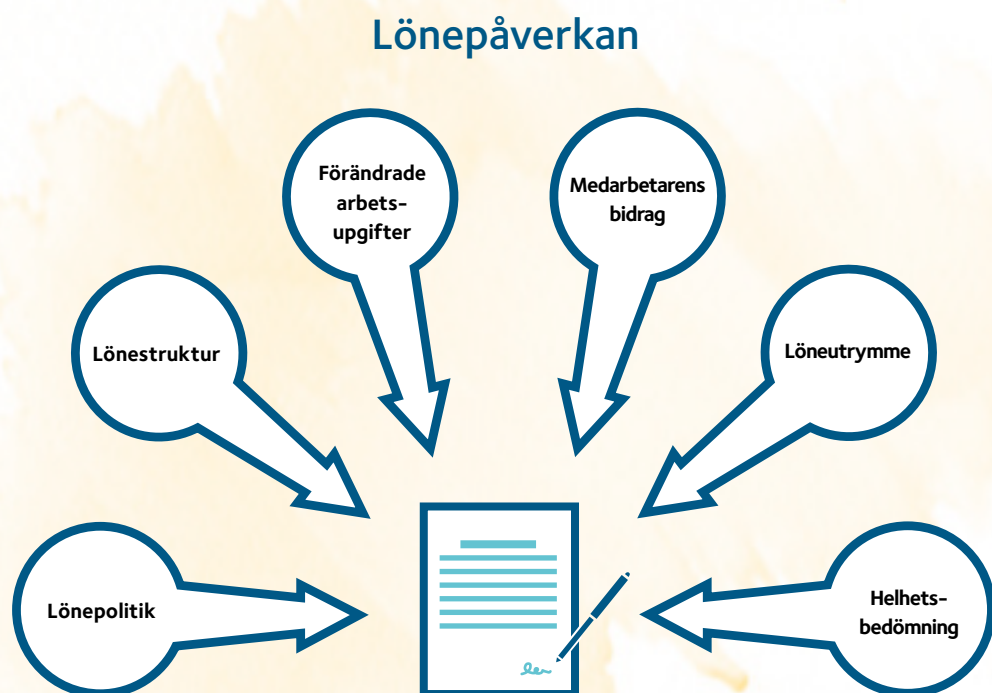 Lönepåverkan
Förändrade
arbets-
upgifter
Medarbetarens
bidrag
Lönestruktur
Löneutrymme
Lönepolitik
Helhets-
bedömning